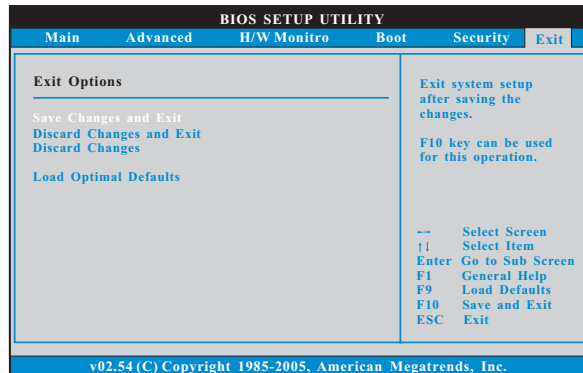 BIOS SETUP UTILITY
Main Advanced H/W Monitro Boot Security Exit
Exit Options
Save Changes and Exit
Discard Changes and Exit
Discard Changes
Load Optimal Defaults
Exit system setup
after saving the
changes.
F10 key can be used
for this operation.
←→ Select Screen
↑↓ Select Item
Enter Go to Sub Screen
F1 General Help
F9 Load Defaults
F10 Save and Exit
ESC Exit
v02.54 (C) Copyright 1985-2005, American Megatrends, Inc.